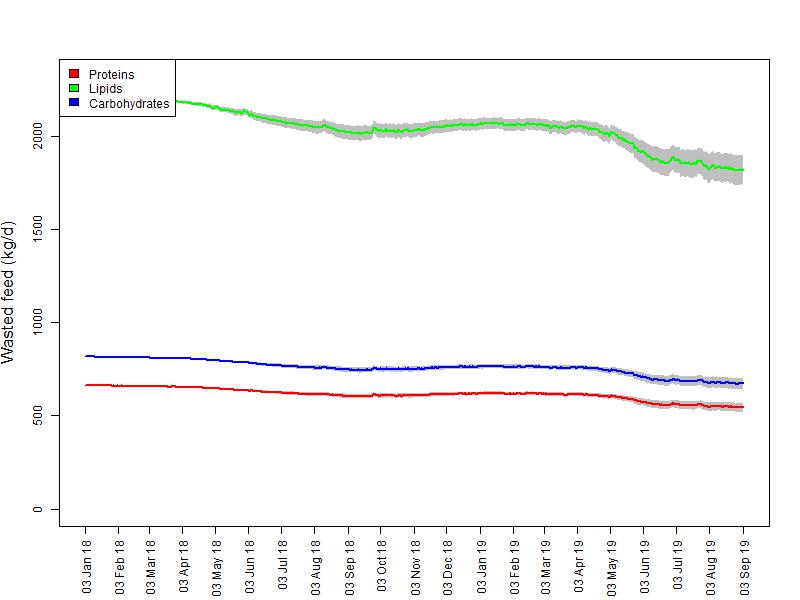 Proteins
Lipids
Carbohydrates
Wasted feed (kg/d)
2000
1500
1000
500
0
03 Jan 18
03 Feb 18
03 Mar 18
03 Apr 18
03 May 18
03 Jun 18
03 Jul 18
03 Aug 18
03 Sep 18
03 Oct 18
03 Nov 18
03 Dec 18
03 Jan 19
03 Feb 19
03 Mar 19
03 Apr 19
03 May 19
03 Jun 19
03 Jul 19
03 Aug 19
03 Sep 19